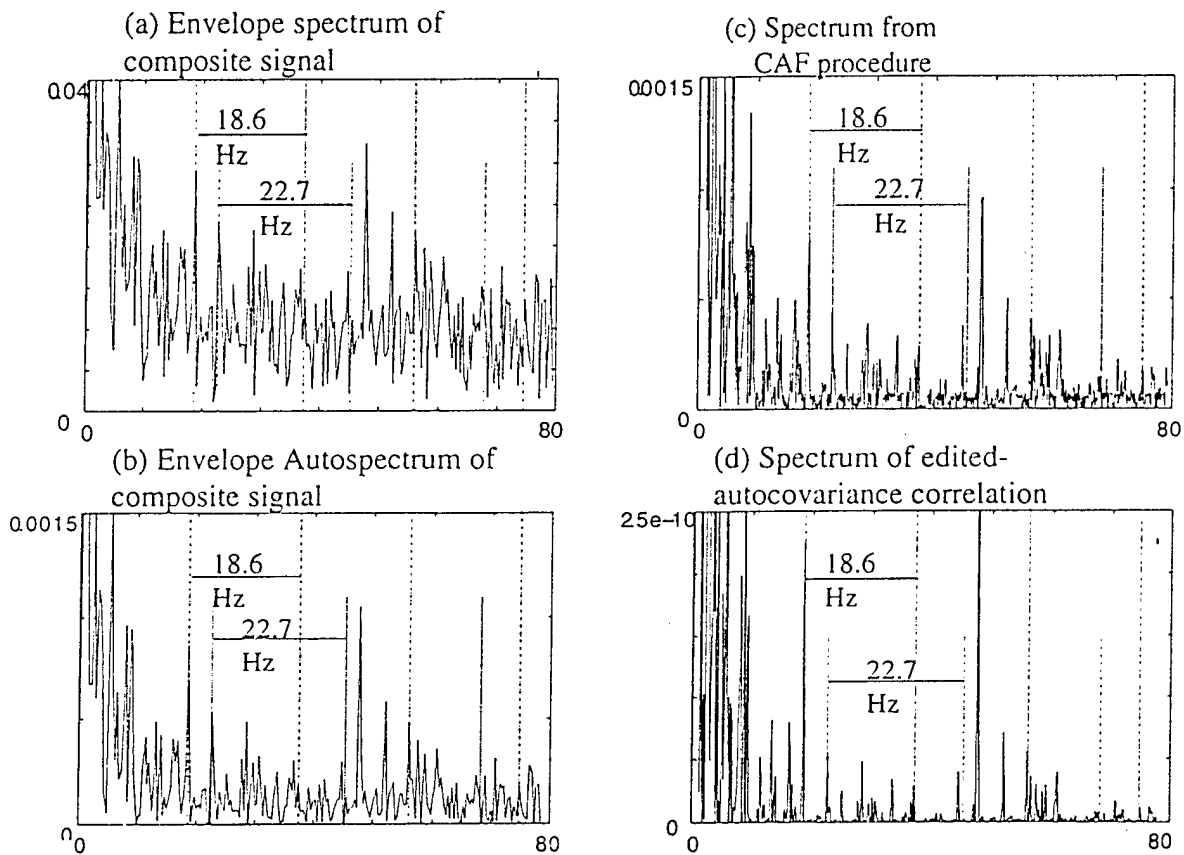 (a) Envelope spectrum of
composite signal
0.04
18.6
Hz
22.7
Hz
0
0
80
(b) Envelope Autospectrum of
composite signal
0.0015
18.6
Hz
22.7
Hz
0
0
80
(c) Spectrum from
CAF procedure
0.0015
18.6
Hz
22.7
Hz
0
0
80
(d) Spectrum of edited-
autocovariance correlation
25e-10
18.6
Hz
22.7
Hz
0
0
80